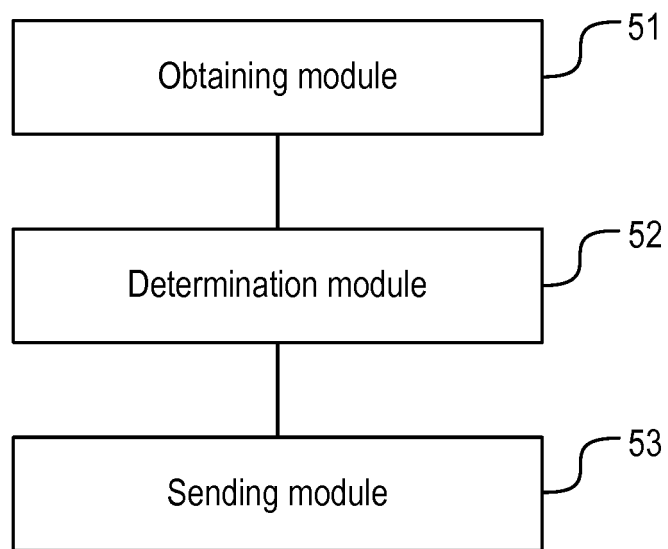 51
Obtaining module
52
Determination module
53
Sending module